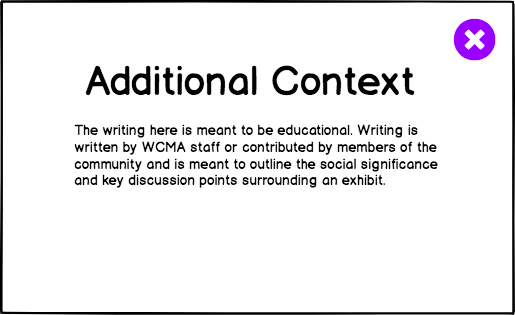 Additional Context
The writing here is meant to be educational. Writing is
written by WCMA staff or contributed by members of the
community and is meant to outline the social significance
and key discussion points surrounding an exhibit.